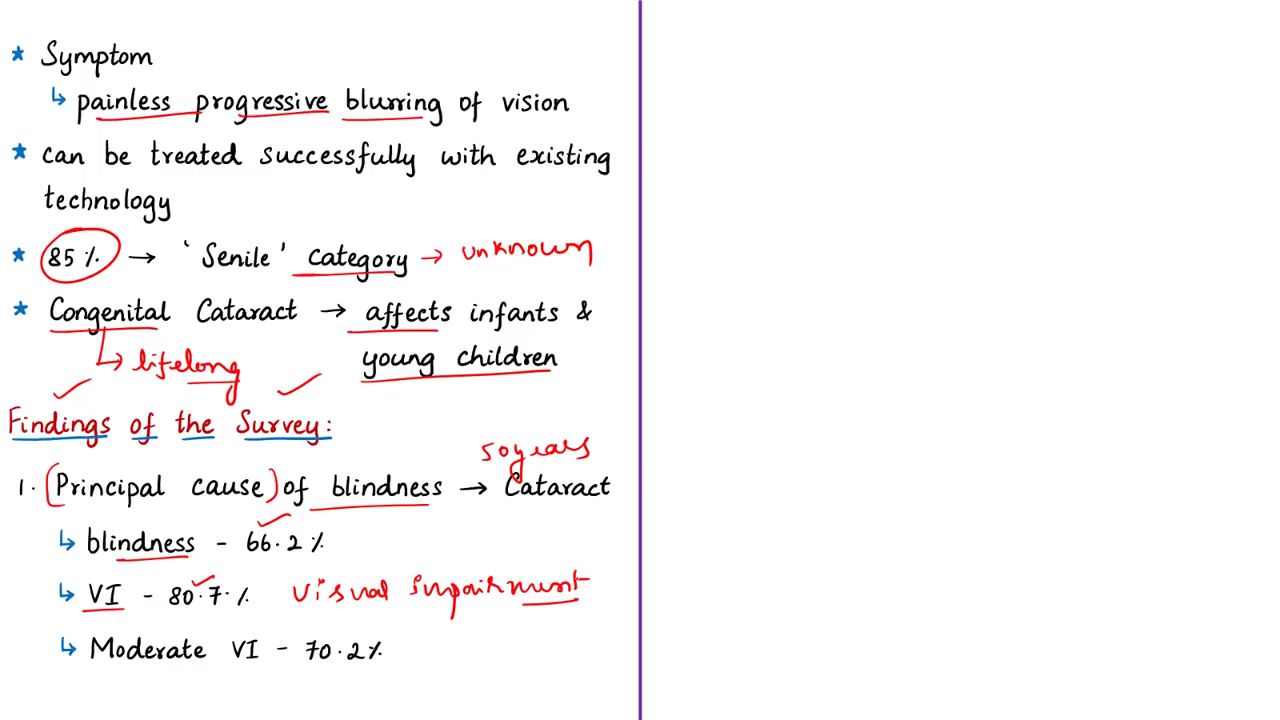 * Symptom
↳ painless progressive blurring of vision
* can be treated successfully with existing
technology
* 85% → 'Senile' category → unknown
* Congenital Cataract → affects infants &
→ lifelong young children
Findings of the Survey:
50 years
1. (Principal cause) of blindness → Cataract
↳ blindness - 66.2%
↳ VI - 80.7% Visual impairment
↳ Moderate VI - 70.2%